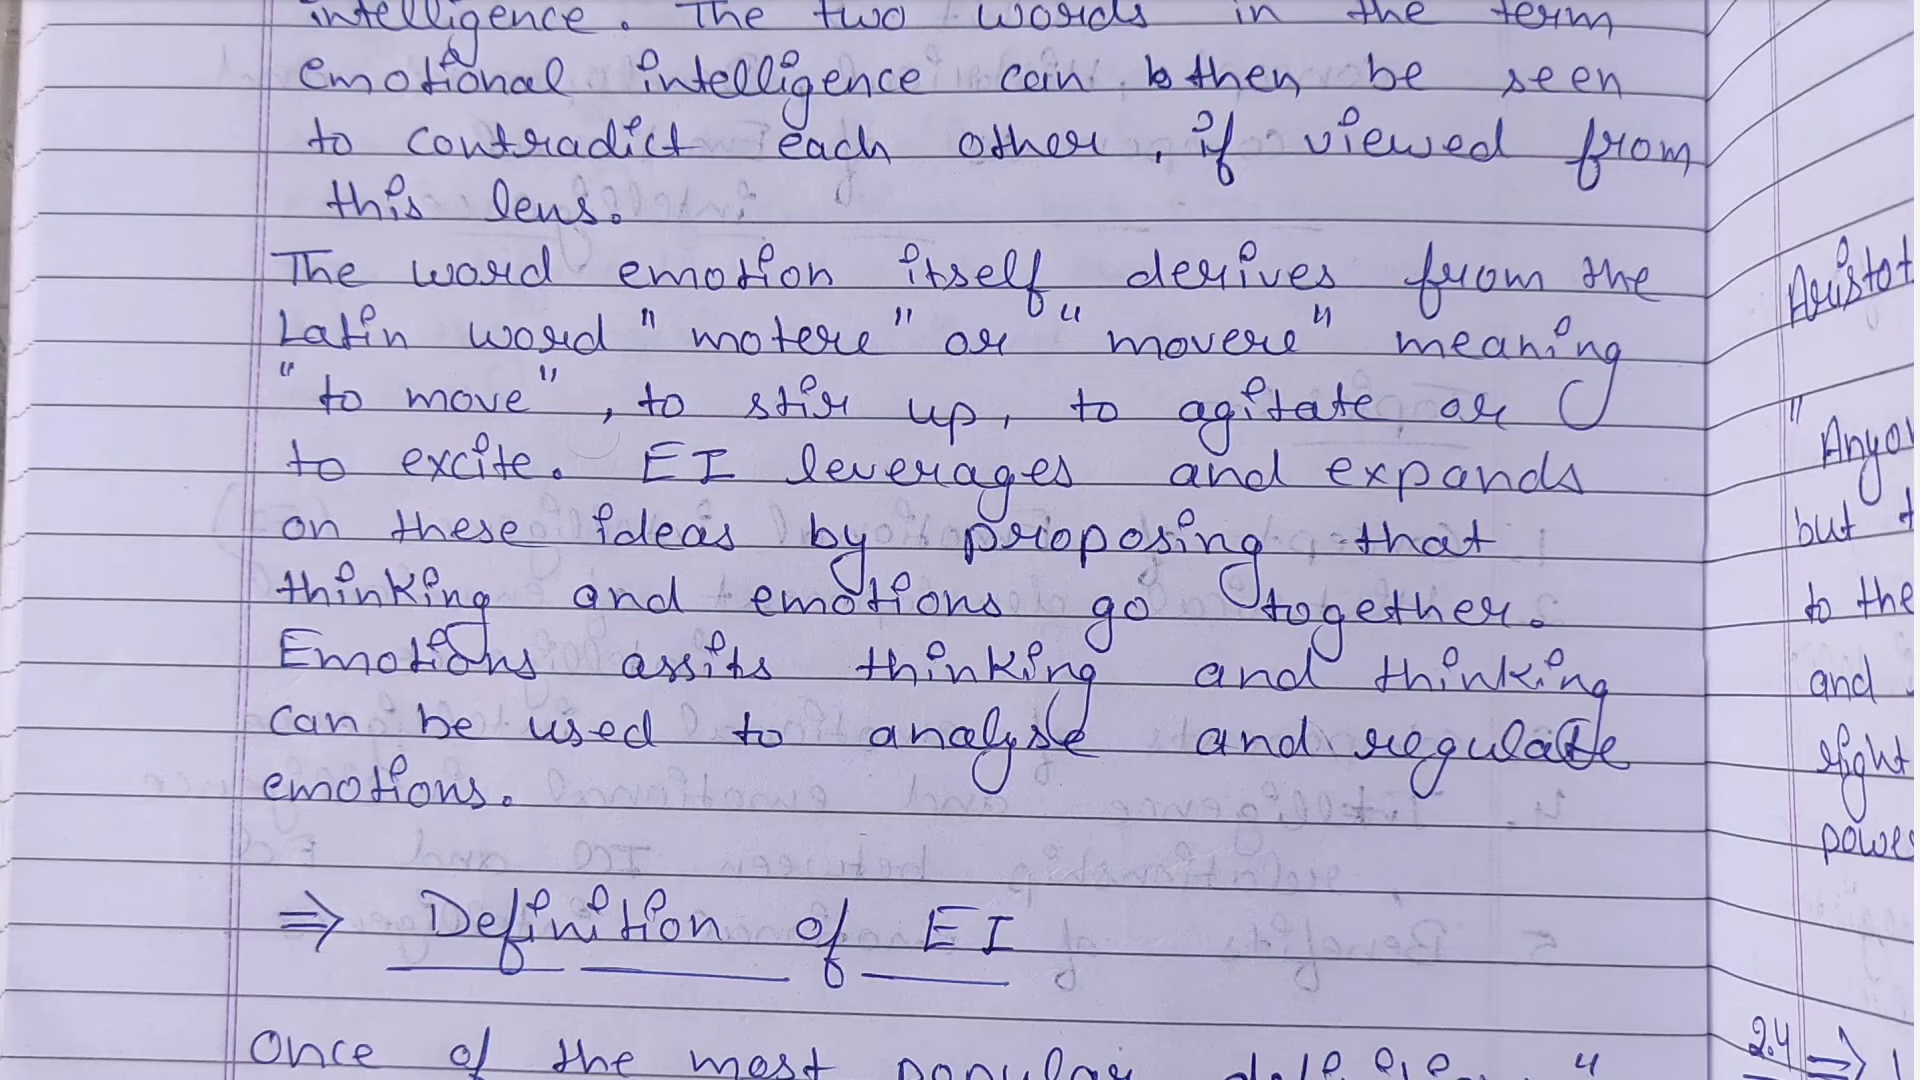 intelligence. The two words in the term
emotional intelligence can then be seen
to contradict each other, if viewed from
this lens.
The word emotion itself derives from the
Latin word "motere" or "movere" meaning
"to move", to stir up, to agitate or
to excite. EI leverages and expands
on these ideas by proposing that
thinking and emotions go together.
Emotions assits thinking and thinking
can be used to analyse and regulate
emotions.
⇒ Definition of EI
Once of the most popular
Aristot
"Anyo
but t
to the
and
right
power
2.4 ⇒